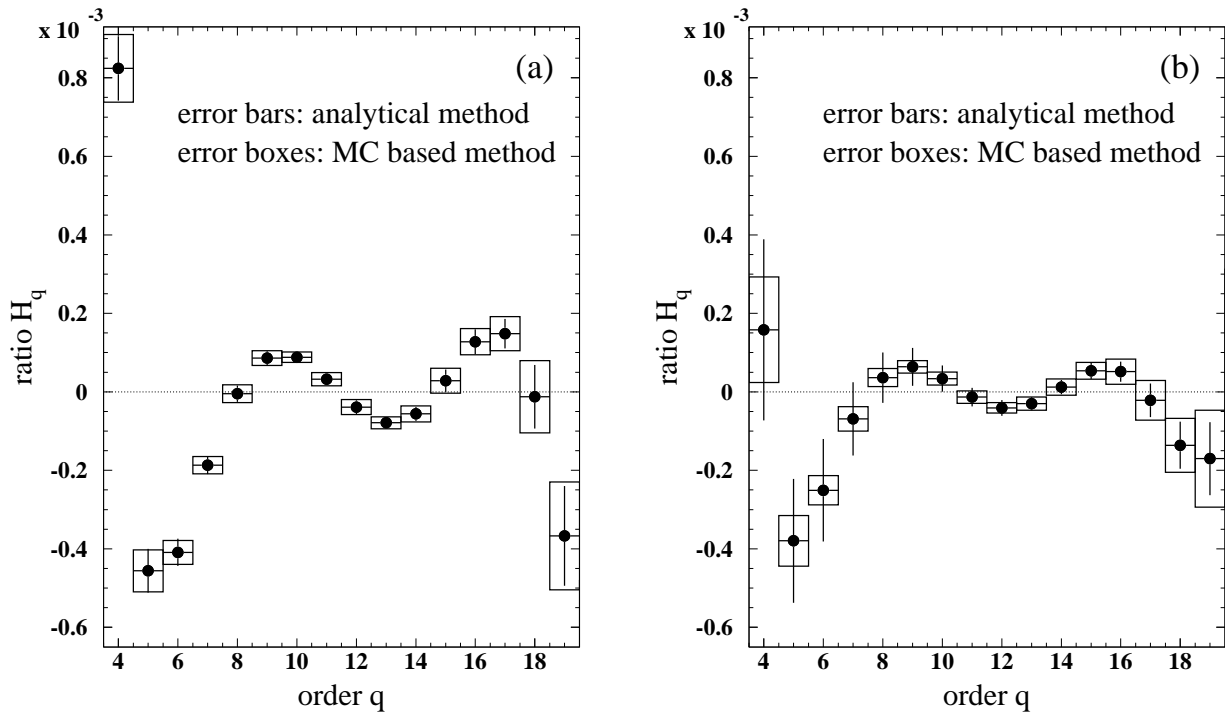 x 10 -3
(a)
error bars: analytical method
error boxes: MC based method
ratio Hq
0.8
0.6
0.4
0.2
0
-0.2
-0.4
-0.6
4 6 8 10 12 14 16 18
order q
x 10 -3
(b)
error bars: analytical method
error boxes: MC based method
ratio Hq
0.8
0.6
0.4
0.2
0
-0.2
-0.4
-0.6
4 6 8 10 12 14 16 18
order q